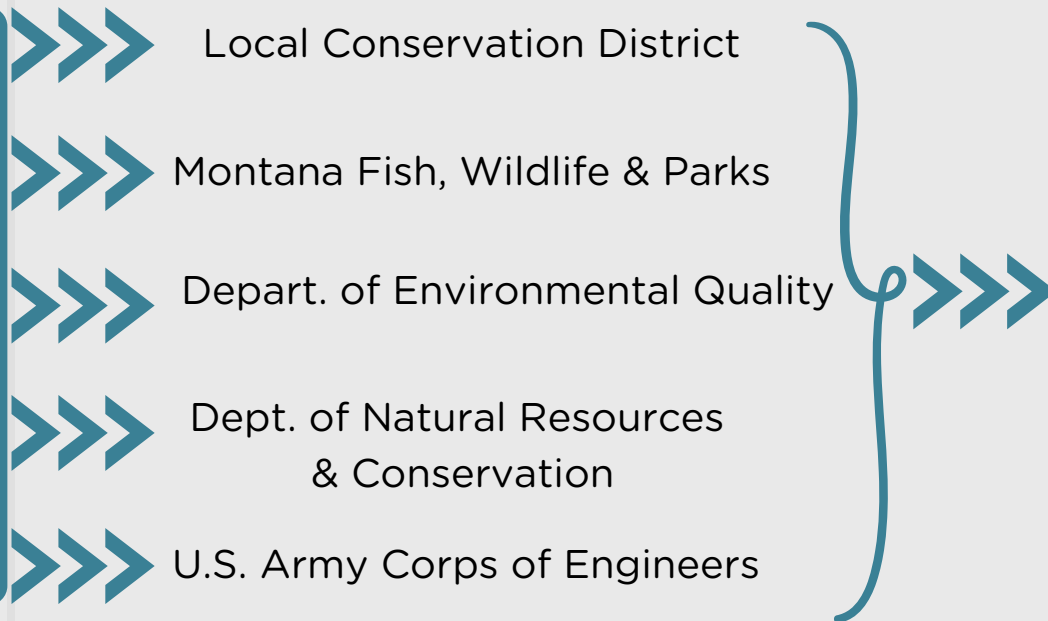 Local Conservation District
Montana Fish, Wildlife & Parks
Depart. of Environmental Quality
Dept. of Natural Resources
& Conservation
U.S. Army Corps of Engineers